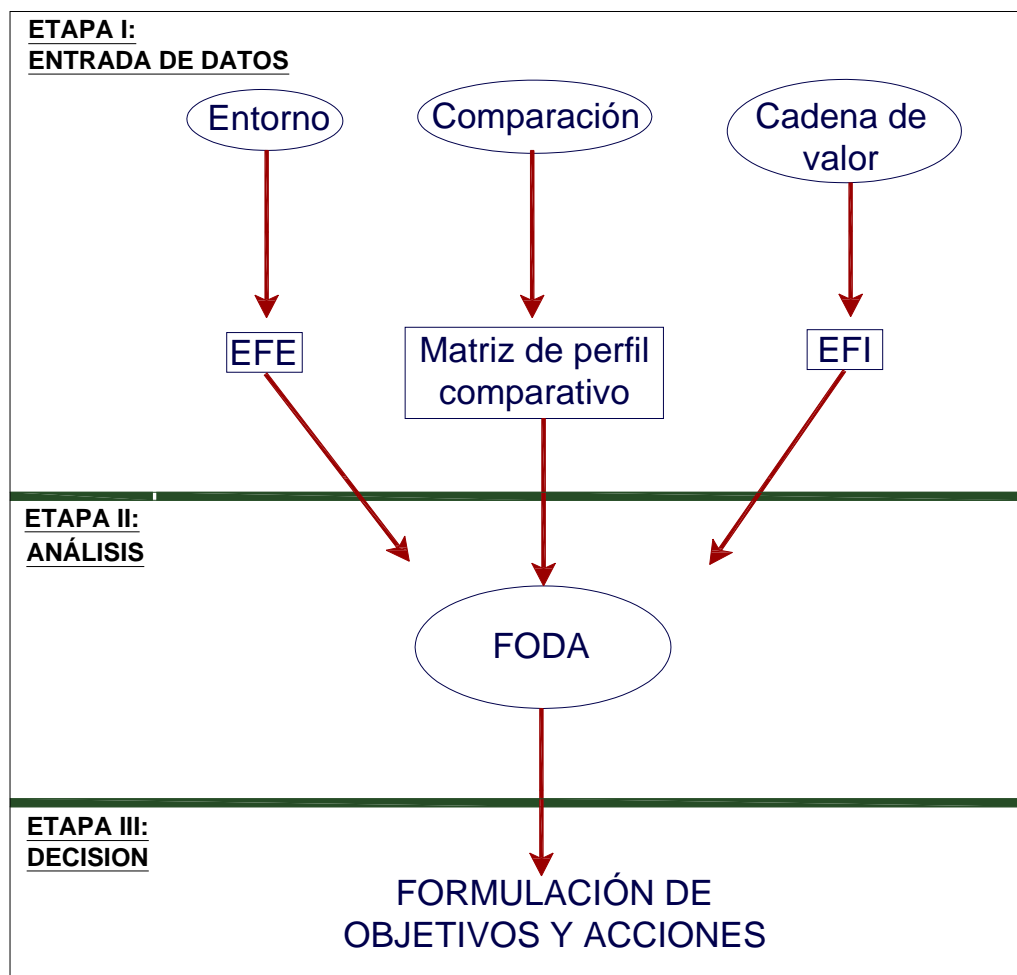 ETAPA I:
ENTRADA DE DATOS
Entorno
Comparación
Cadena de
valor
EFE
Matriz de perfil
comparativo
EFI
ETAPA II:
ANÁLISIS
FODA
ETAPA III:
DECISION
FORMULACIÓN DE
OBJETIVOS Y ACCIONES